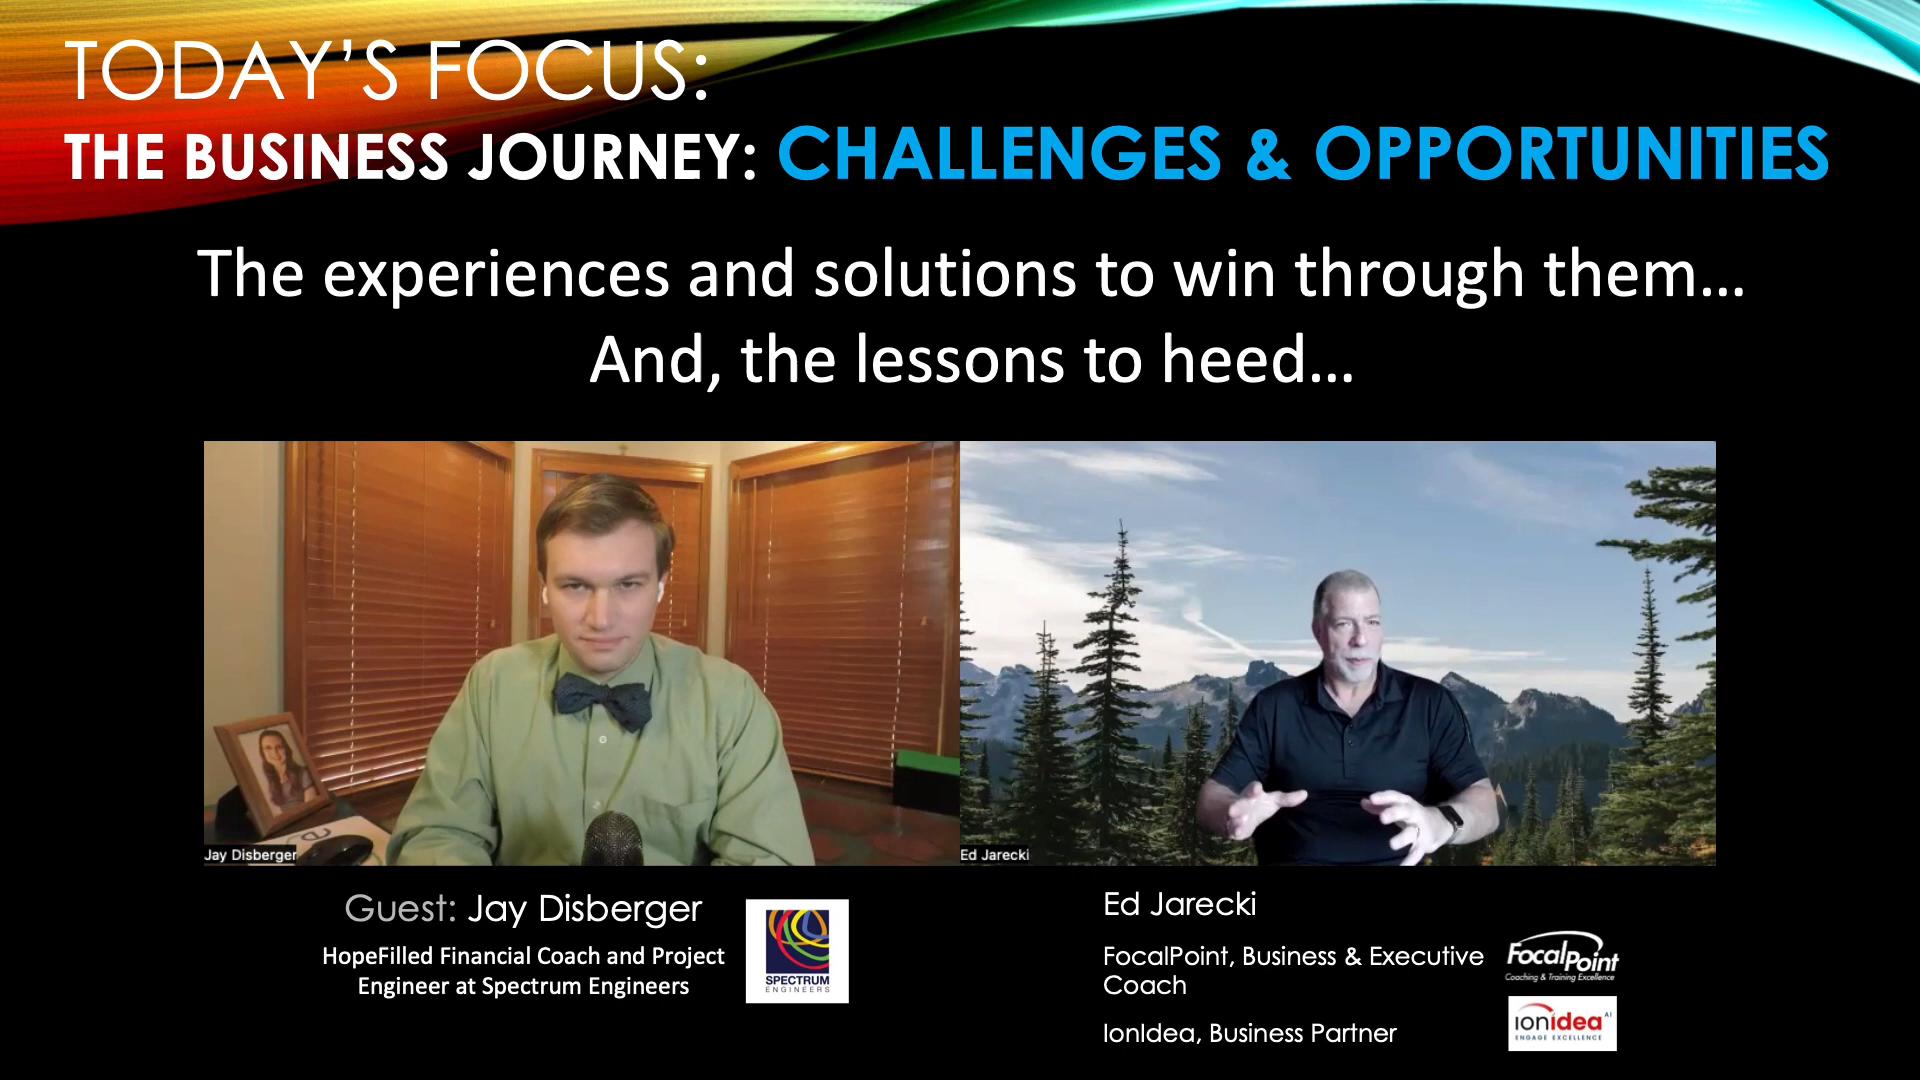 TODAY'S FOCUS:
THE BUSINESS JOURNEY: CHALLENGES & OPPORTUNITIES
The experiences and solutions to win through them...
And, the lessons to heed...
Jay Disberger
Ed Jarecki
Guest: Jay Disberger
HopeFilled Financial Coach and Project
Engineer at Spectrum Engineers
SPECTRUM
ENGINEERS
Ed Jarecki
FocalPoint, Business & Executive
Coach
IonIdea, Business Partner
FocalPoint
Coaching & Training Excellence
ionidea AI
ENGAGE EXCELLENCE